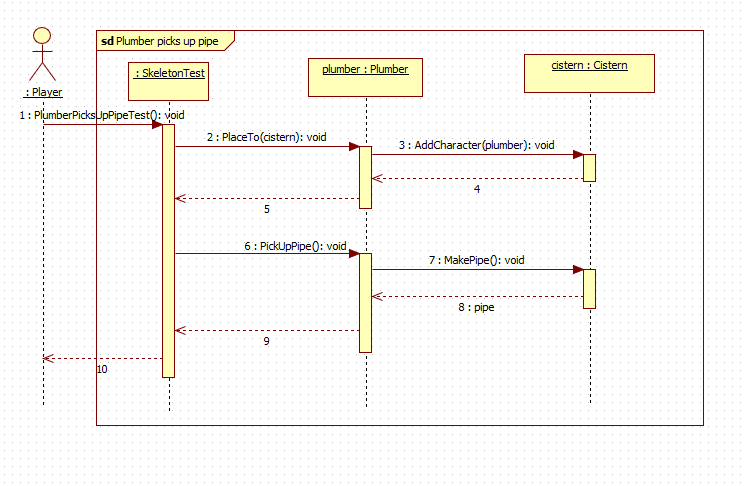 sd Plumber picks up pipe
: Player
: SkeletonTest
plumber : Plumber
cistern : Cistern
1 : PlumberPicksUpPipeTest(): void
2 : PlaceTo(cistern): void
3 : AddCharacter(plumber): void
4
5
6 : PickUpPipe(): void
7 : MakePipe(): void
8 : pipe
9
10